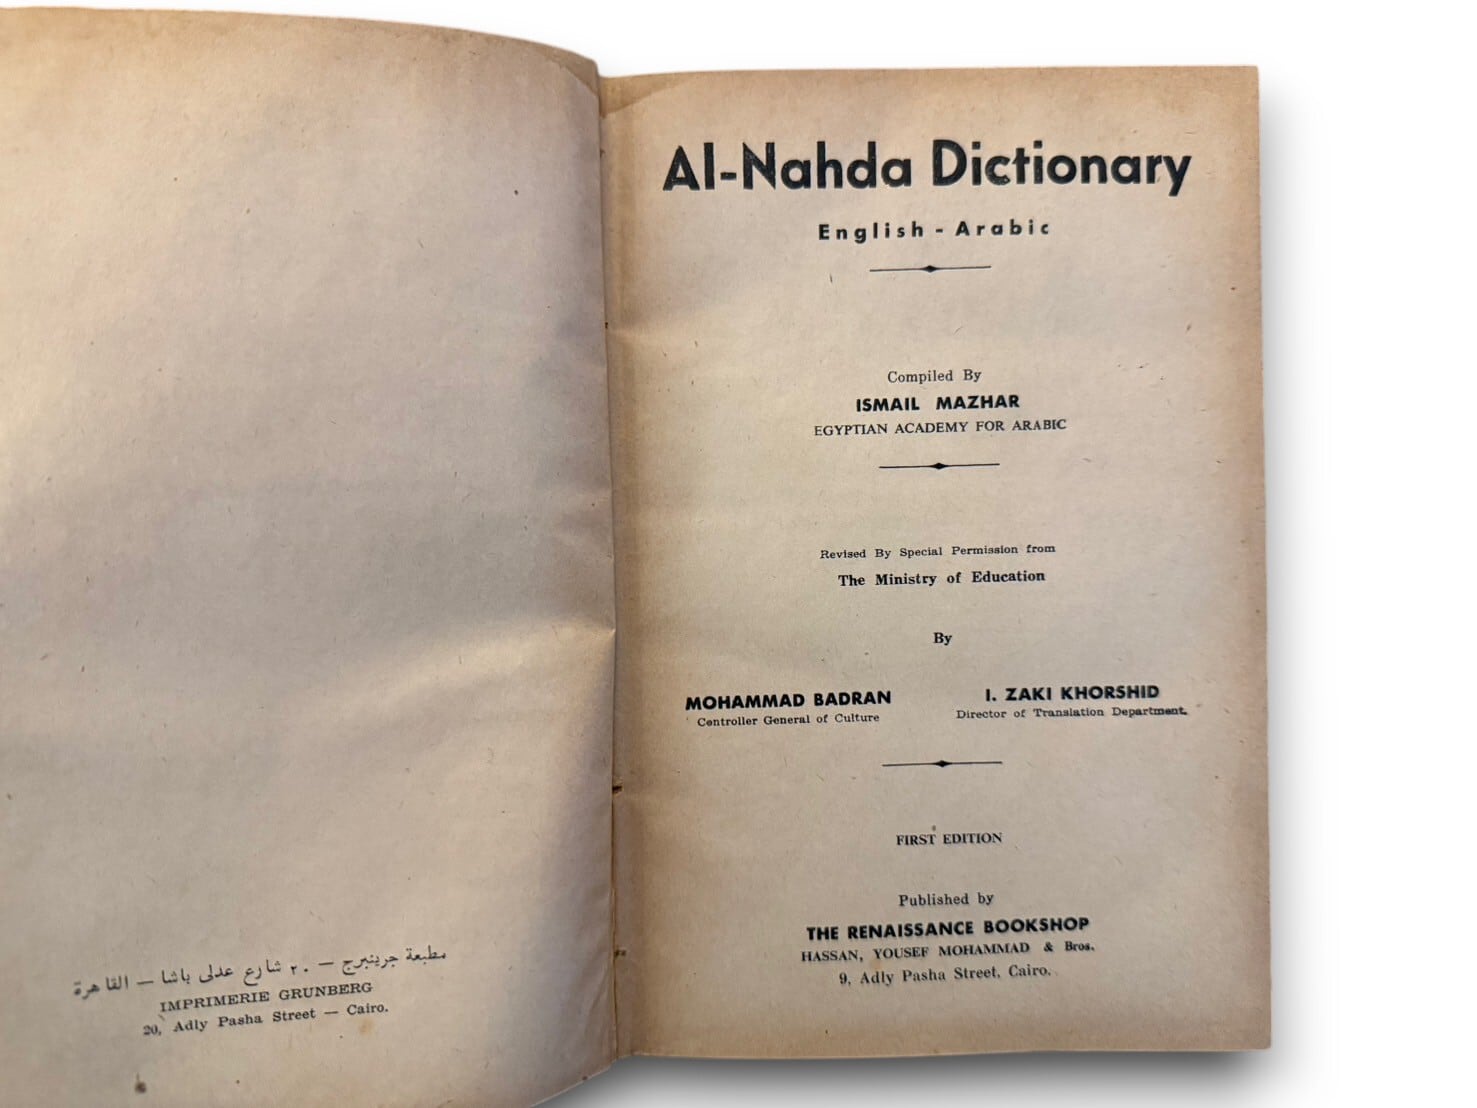 مطبعة جرينبرج — ٢٠ شارع عدلى باشا — القاهرة
IMPRIMERIE GRUNBERG
20, Adly Pasha Street — Cairo.
Al-Nahda Dictionary
English - Arabic
Compiled By
ISMAIL MAZHAR
EGYPTIAN ACADEMY FOR ARABIC
Revised By Special Permission from
The Ministry of Education
By
MOHAMMAD BADRAN
Controller General of Culture
I. ZAKI KHORSHID
Director of Translation Department.
FIRST EDITION
Published by
THE RENAISSANCE BOOKSHOP
HASSAN, YOUSEF MOHAMMAD & Bros.
9, Adly Pasha Street, Cairo.